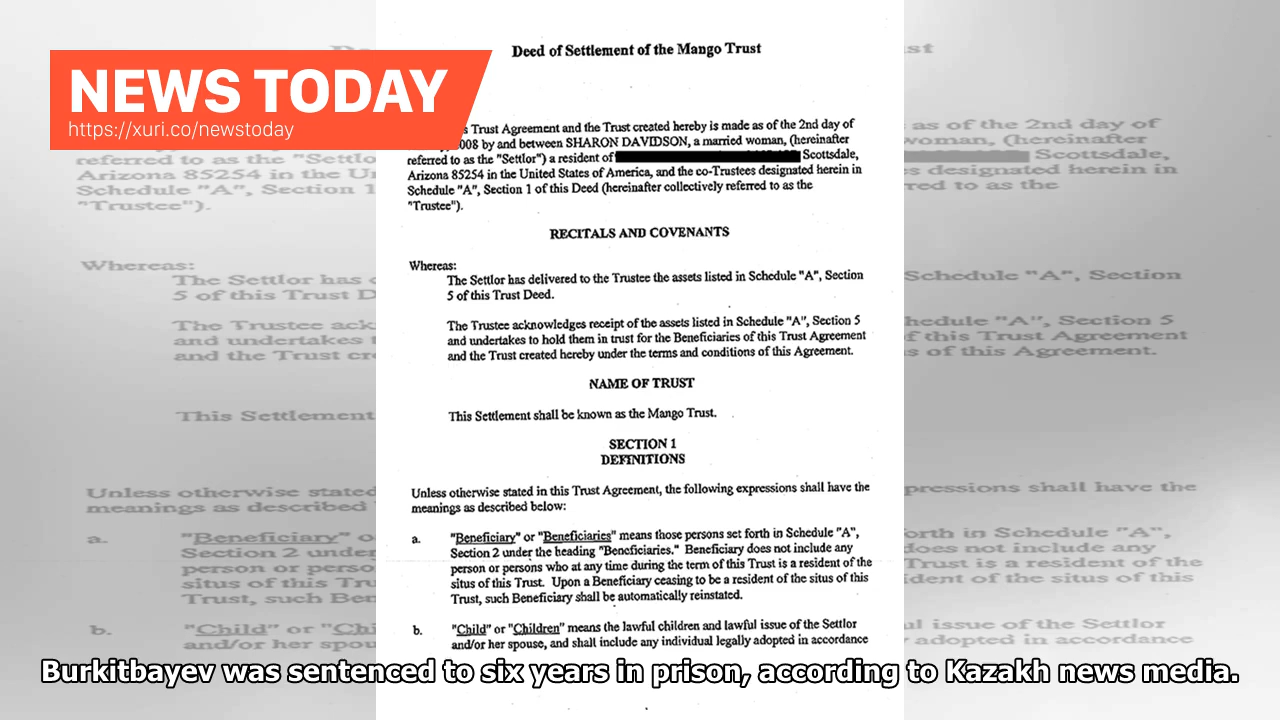 Deed of Settlement of the Mango Trust
NEWS TODAY
https://xuri.co/newstoday
Trust Agreement and the Trust created hereby is made as of the 2nd day of
008 by and between SHARON DAVIDSON, a married woman, (hereinafter
referred to as the "Settlor") a resident of Scottsdale,
Arizona 85254 in the United States of America, and the co-Trustees designated herein in
Schedule "A", Section 1 of this Deed (hereinafter collectively referred to as the
"Trustee").
RECITALS AND COVENANTS
Whereas:
The Settlor has delivered to the Trustee the assets listed in Schedule "A", Section
5 of this Trust Deed.
The Trustee acknowledges receipt of the assets listed in Schedule "A", Section 5
and undertakes to hold them in trust for the Beneficiaries of this Trust Agreement
and the Trust created hereby under the terms and conditions of this Agreement.
NAME OF TRUST
This Settlement shall be known as the Mango Trust.
SECTION 1
DEFINITIONS
Unless otherwise stated in this Trust Agreement, the following expressions shall have the
meanings as described below:
a. "Beneficiary" or "Beneficiaries" means those persons set forth in Schedule "A",
Section 2 under the heading "Beneficiaries." Beneficiary does not include any
person or persons who at any time during the term of this Trust is a resident of the
situs of this Trust. Upon a Beneficiary ceasing to be a resident of the situs of this
Trust, such Beneficiary shall be automatically reinstated.
b. "Child" or "Children" means the lawful children and lawful issue of the Settlor
and/or her spouse, and shall include any individual legally adopted in accordance
Burkitbayev was sentenced to six years in prison, according to Kazakh news media.